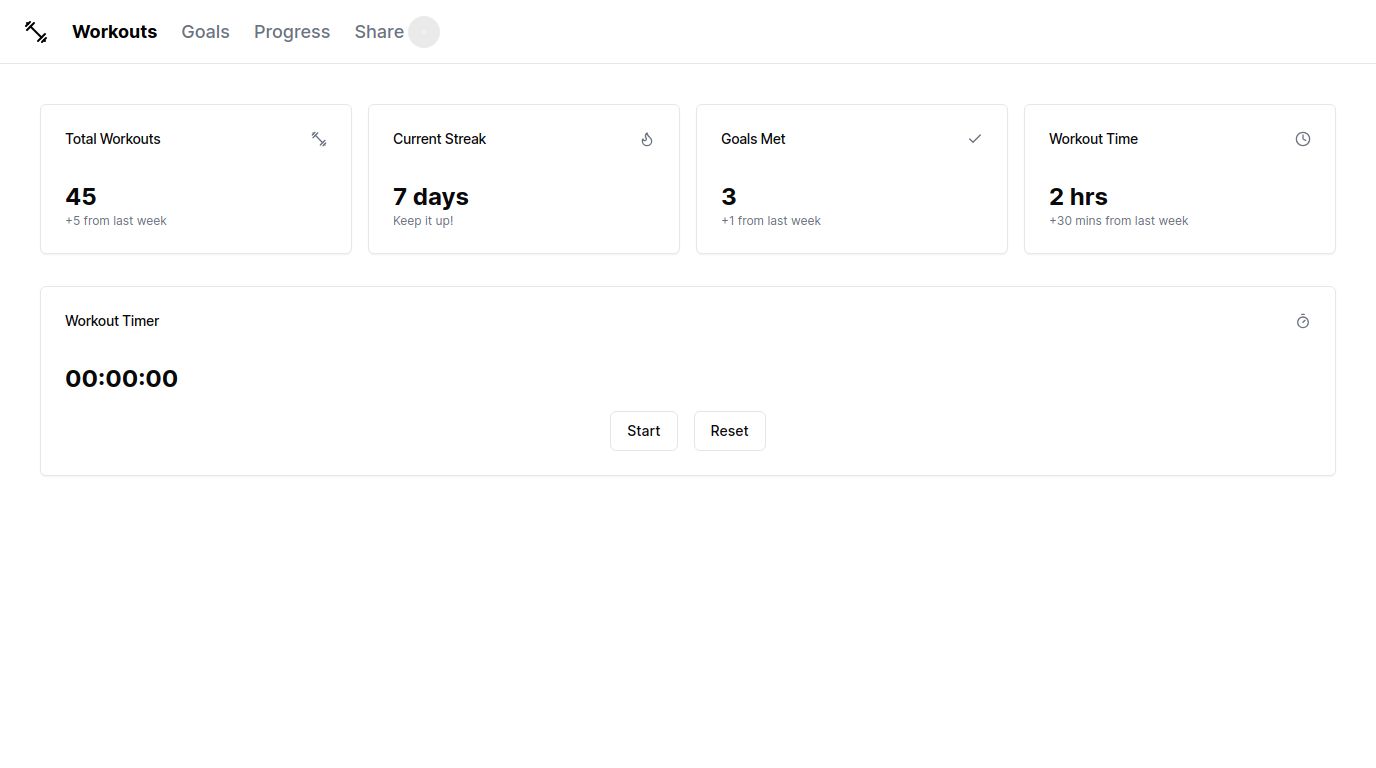 Workouts Goals Progress Share
Total Workouts
45
+5 from last week
Current Streak
7 days
Keep it up!
Goals Met
3
+1 from last week
Workout Time
2 hrs
+30 mins from last week
Workout Timer
00:00:00
Start Reset